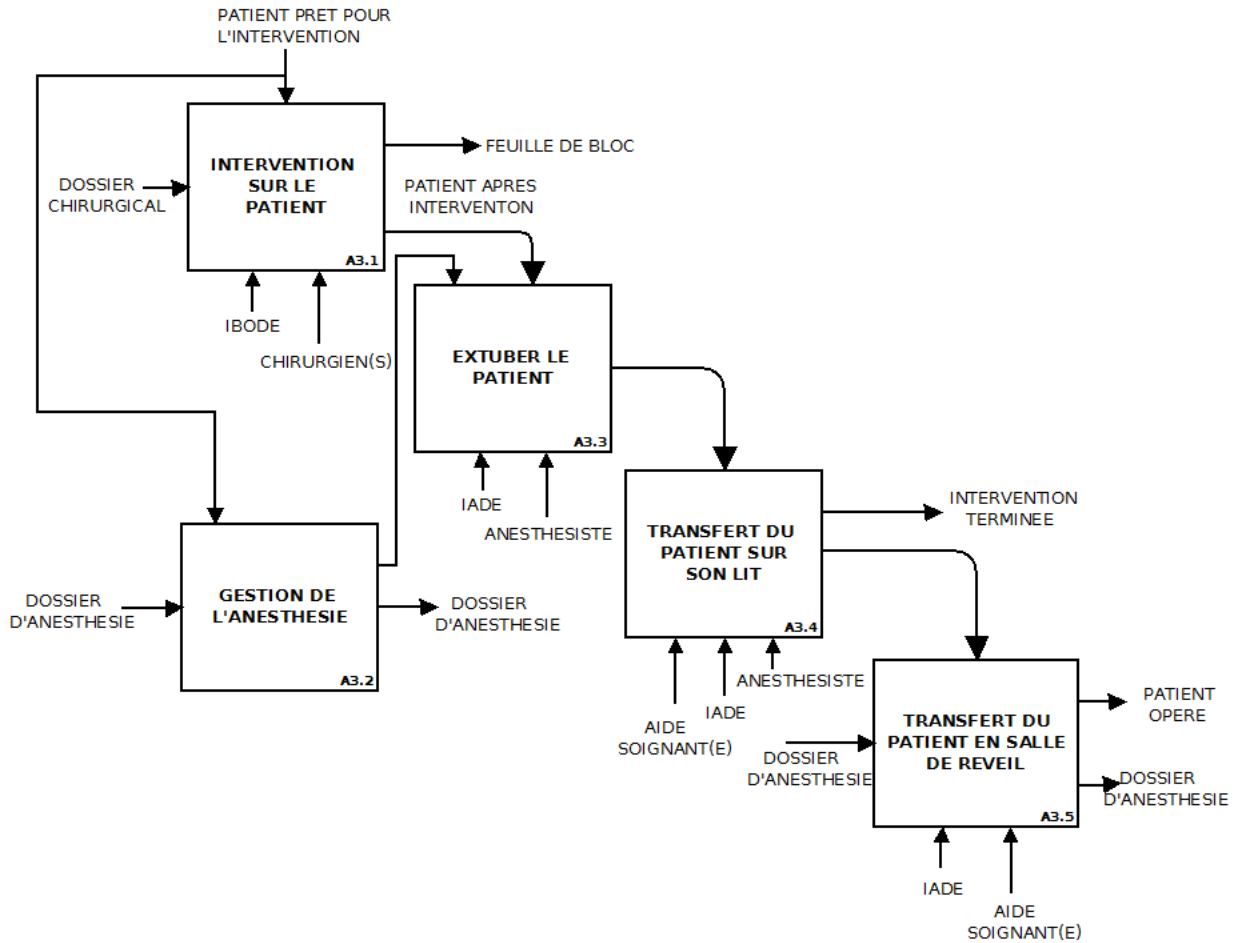 PATIENT PRET POUR
L'INTERVENTION
INTERVENTION
SUR LE
PATIENT
A3.1
FEUILLE DE BLOC
DOSSIER
CHIRURGICAL
PATIENT APRES
INTERVENTON
IBODE
CHIRURGIEN(S)
EXTUBER LE
PATIENT
A3.3
IADE
ANESTHESISTE
GESTION DE
L'ANESTHESIE
A3.2
DOSSIER
D'ANESTHESIE
DOSSIER
D'ANESTHESIE
TRANSFERT DU
PATIENT SUR
SON LIT
A3.4
INTERVENTION
TERMINEE
ANESTHESISTE
IADE
AIDE
SOIGNANT(E)
TRANSFERT DU
PATIENT EN SALLE
DE REVEIL
A3.5
DOSSIER
D'ANESTHESIE
PATIENT
OPERE
DOSSIER
D'ANESTHESIE
IADE
AIDE
SOIGNANT(E)